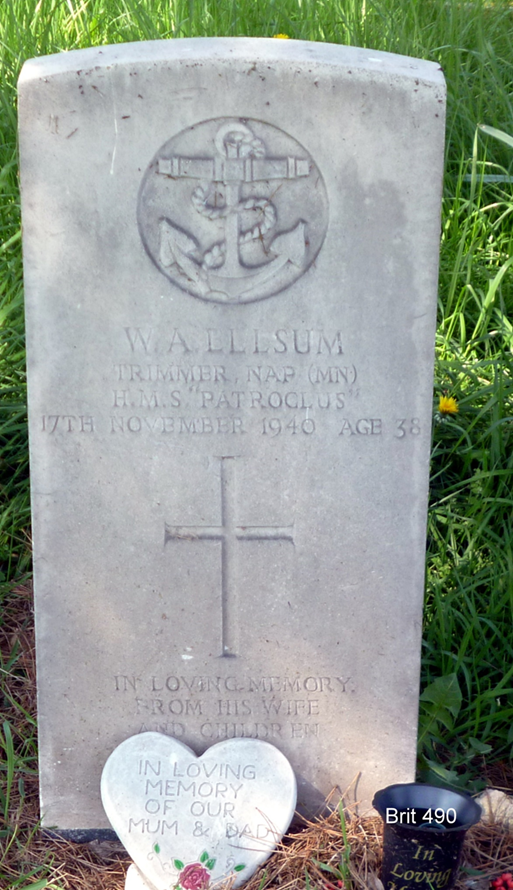 W. A. ELLSUM
TRIMMER, NAP (MN)
H.M.S. "PATROCLUS"
17TH NOVEMBER 1940 AGE 38
IN LOVING MEMORY
FROM HIS WIFE
AND CHILDREN
IN LOVING
MEMORY
OF OUR
MUM & DAD
Brit 490
In
Loving